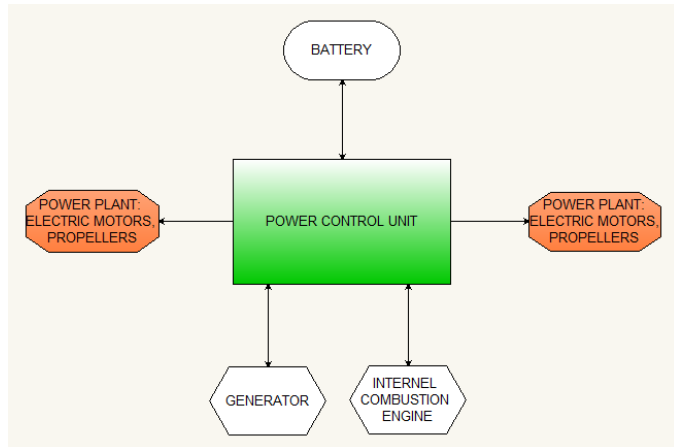 BATTERY
POWER PLANT:
ELECTRIC MOTORS,
PROPELLERS
POWER CONTROL UNIT
POWER PLANT:
ELECTRIC MOTORS,
PROPELLERS
GENERATOR
INTERNEL
COMBUSTION
ENGINE